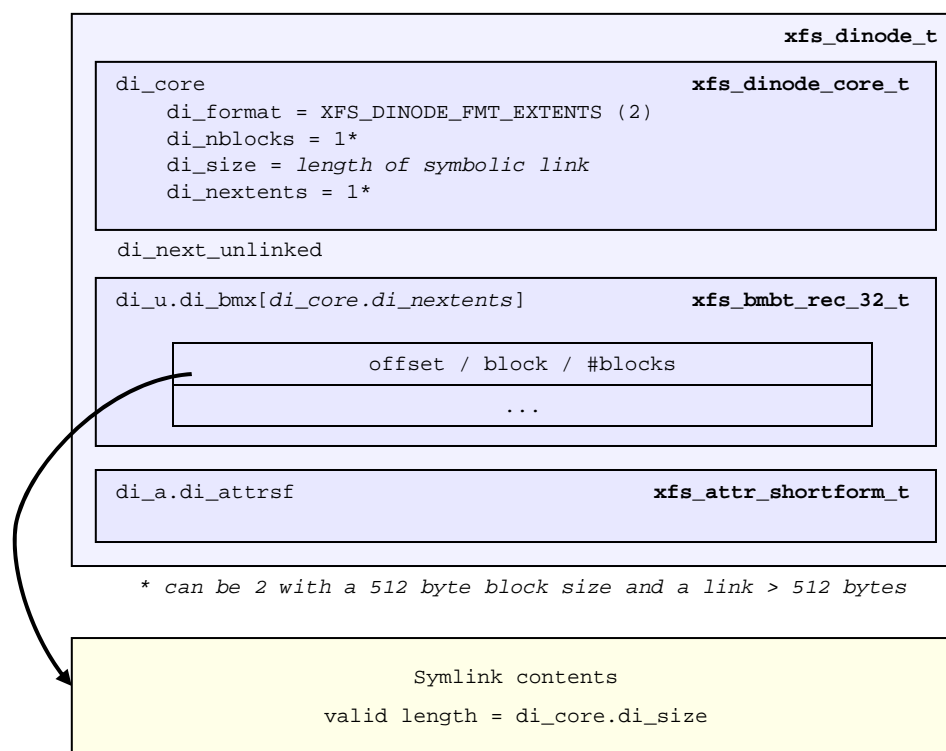 xfs_dinode_t
di_core xfs_dinode_core_t
di_format = XFS_DINODE_FMT_EXTENTS (2)
di_nblocks = 1*
di_size = length of symbolic link
di_nextents = 1*
di_next_unlinked
di_u.di_bmx[di_core.di_nextents] xfs_bmbt_rec_32_t
offset / block / #blocks
...
di_a.di_attrsf xfs_attr_shortform_t
* can be 2 with a 512 byte block size and a link > 512 bytes
Symlink contents
valid length = di_core.di_size